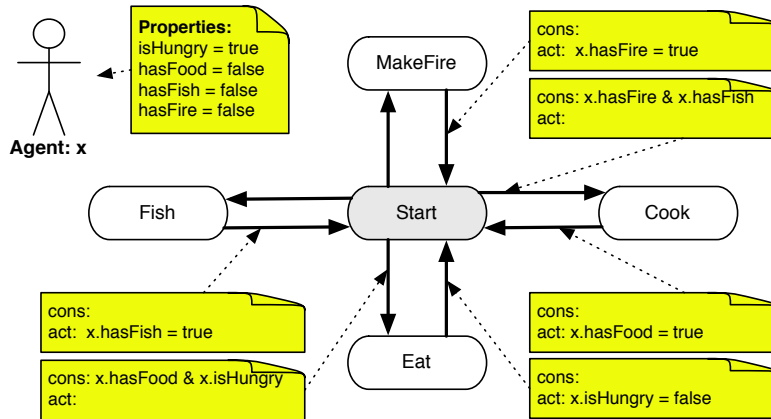 Properties:
isHungry = true
hasFood = false
hasFish = false
hasFire = false
Agent: x
MakeFire
cons:
act:  x.hasFire = true
cons: x.hasFire & x.hasFish
act:
Fish
Start
Cook
cons:
act:  x.hasFish = true
cons: x.hasFood & x.isHungry
act:
Eat
cons:
act: x.hasFood = true
cons:
act: x.isHungry = false